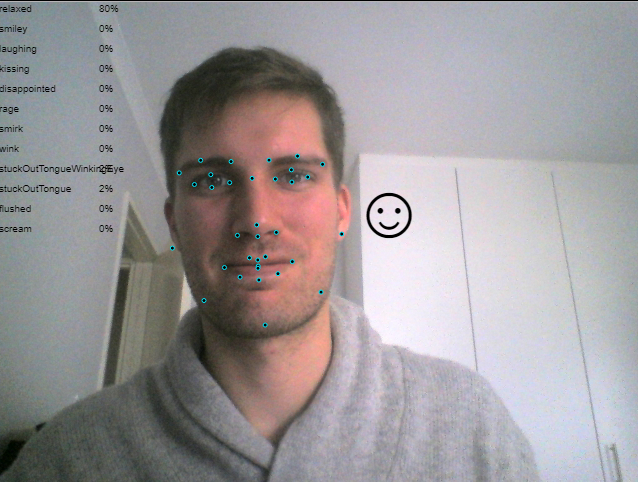 relaxed 80%
smiley 0%
laughing 0%
kissing 0%
disappointed 0%
rage 0%
smirk 0%
wink 0%
stuckOutTongueWinkingEye 2%
stuckOutTongue 2%
flushed 0%
scream 0%